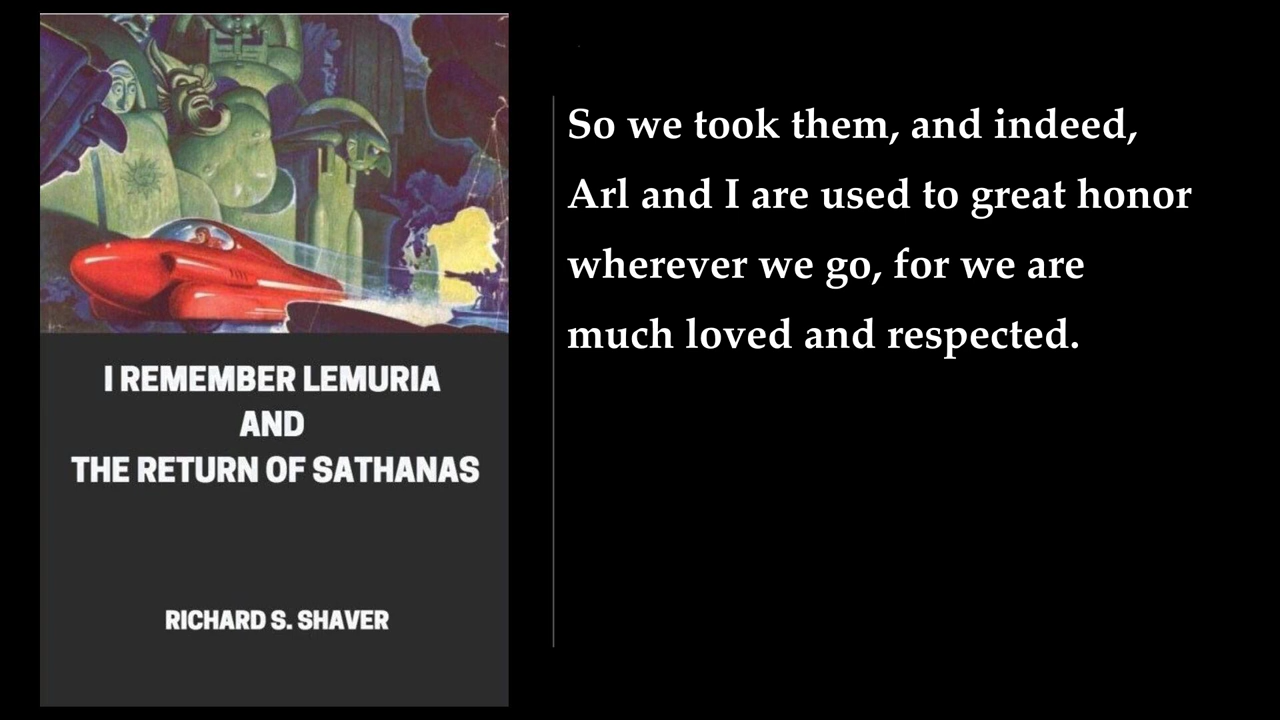 I REMEMBER LEMURIA
AND
THE RETURN OF SATHANAS
RICHARD S. SHAVER
So we took them, and indeed,
Arl and I are used to great honor
wherever we go, for we are
much loved and respected.